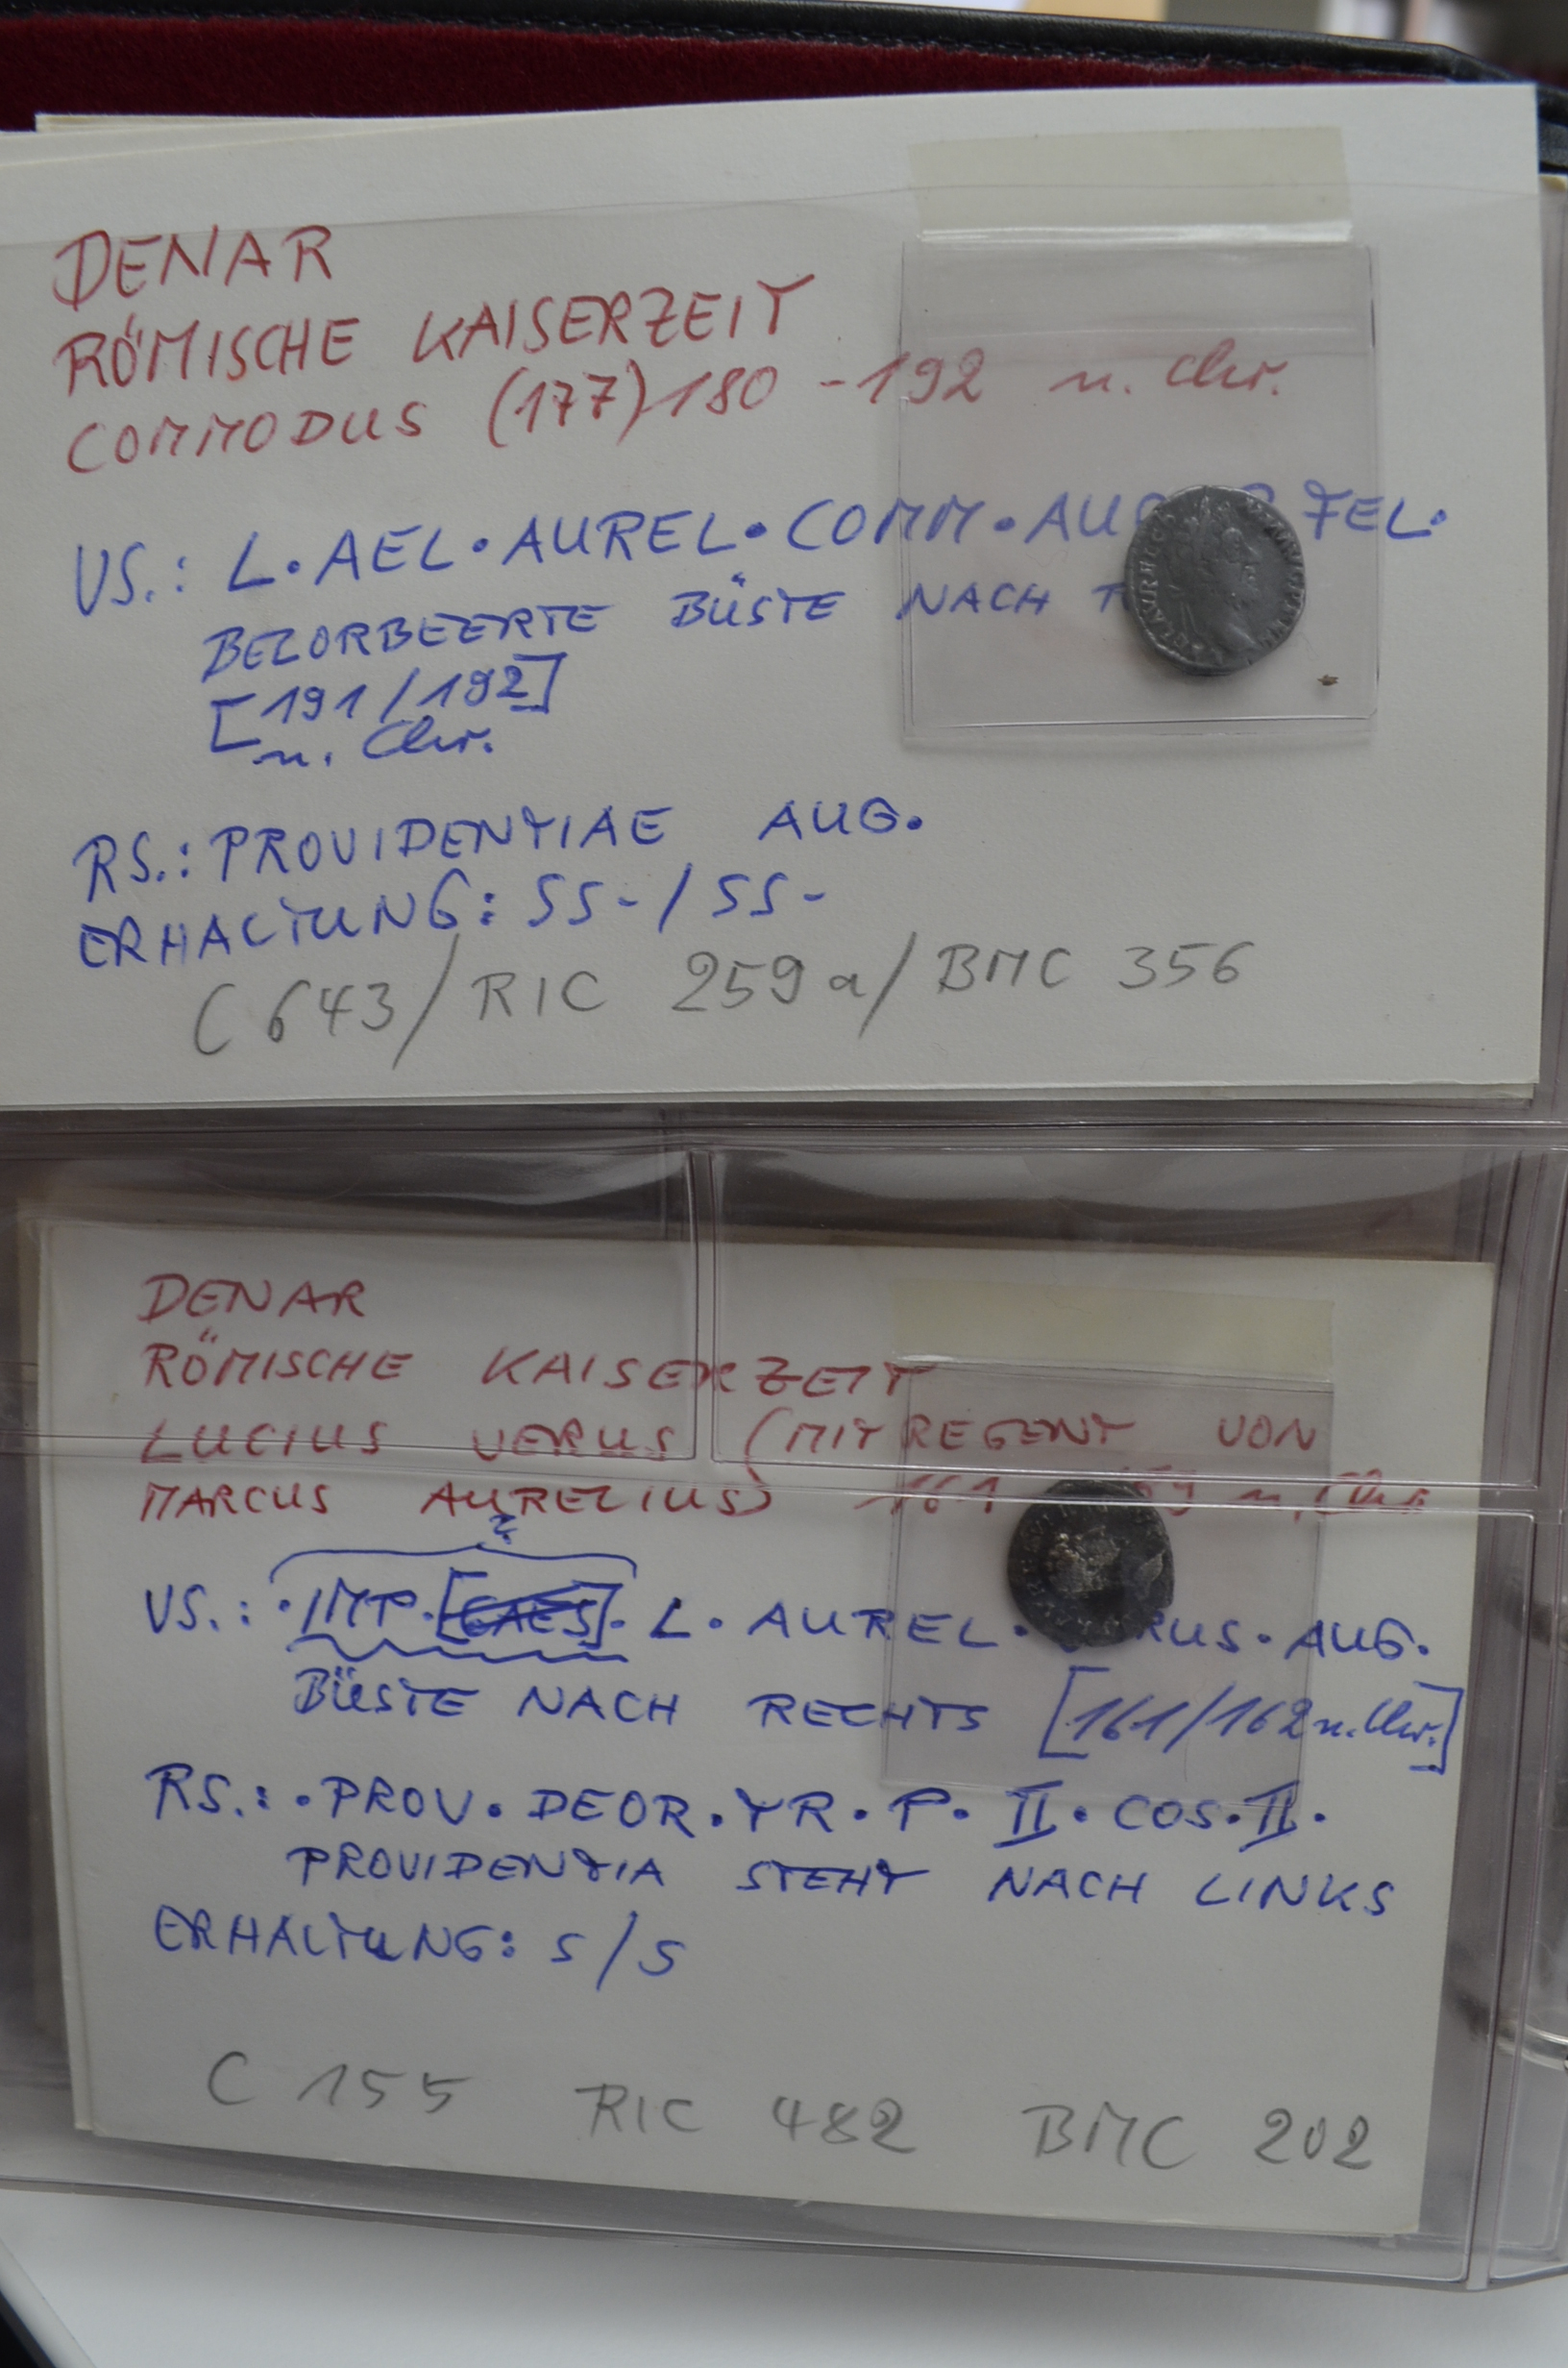 DENAR
RÖMISCHE KAISERZEIT
COMMODUS (177) 180 - 192 n. Chr.
VS.: L. AEL. AUREL. COMM. FEL.
BELORBEERTE BÜSTE NACH
[191/192]
n. Chr.
RS.: PROVIDENTIAE AUG.
ERHALTUNG: SS-/SS-
C 643/RIC 259a/BMC 356
DENAR
RÖMISCHE KAISERZEIT
LUCIUS VERUS (MITREGENT VON
MARCUS AURELIUS) 161 n. Chr.
?
VS.: ·IMP·[CAES]· L. AUREL. AUG.
BÜSTE NACH RECHTS [161/162 n. Chr.]
RS.: ·PROV. DEOR. TR. P. II. COS. II.
PROVIDENTIA STEHT NACH LINKS
ERHALTUNG: S/S
C 155 RIC 482 BMC 202